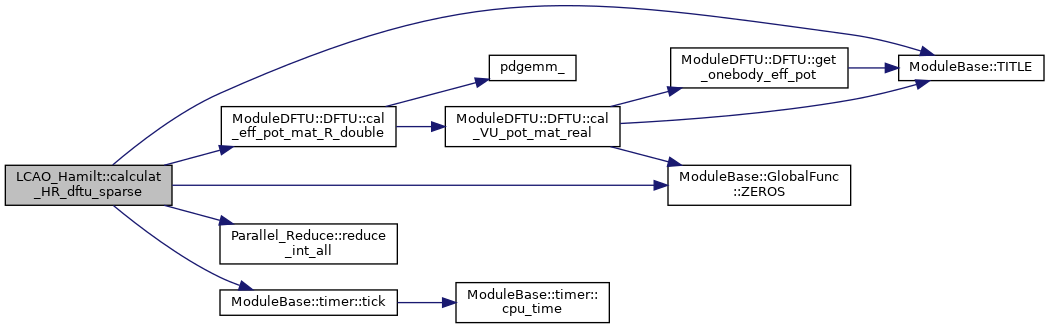 LCAO_Hamilt::calculat
_HR_dftu_sparse
ModuleDFTU::DFTU::cal
_eff_pot_mat_R_double
pdgemm_
ModuleDFTU::DFTU::cal
_VU_pot_mat_real
ModuleDFTU::DFTU::get
_onebody_eff_pot
ModuleBase::TITLE
ModuleBase::GlobalFunc
::ZEROS
Parallel_Reduce::reduce
_int_all
ModuleBase::timer::tick
ModuleBase::timer::
cpu_time